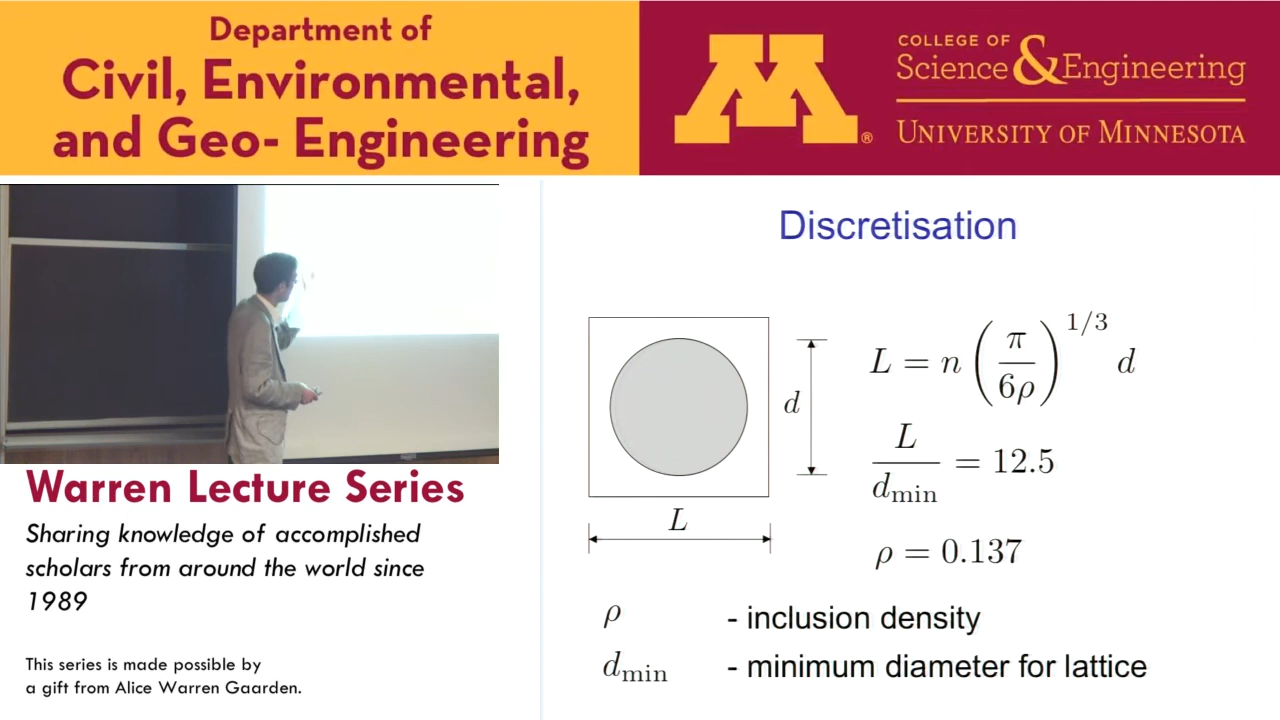 Department of
Civil, Environmental,
and Geo- Engineering
M®
COLLEGE OF
Science & Engineering
UNIVERSITY OF MINNESOTA
Warren Lecture Series
Sharing knowledge of accomplished
scholars from around the world since
1989
This series is made possible by
a gift from Alice Warren Gaarden.
Discretisation
L = n (π/6ρ)^{1/3} d
d
L/d_min = 12.5
L
ρ = 0.137
ρ - inclusion density
d_min - minimum diameter for lattice